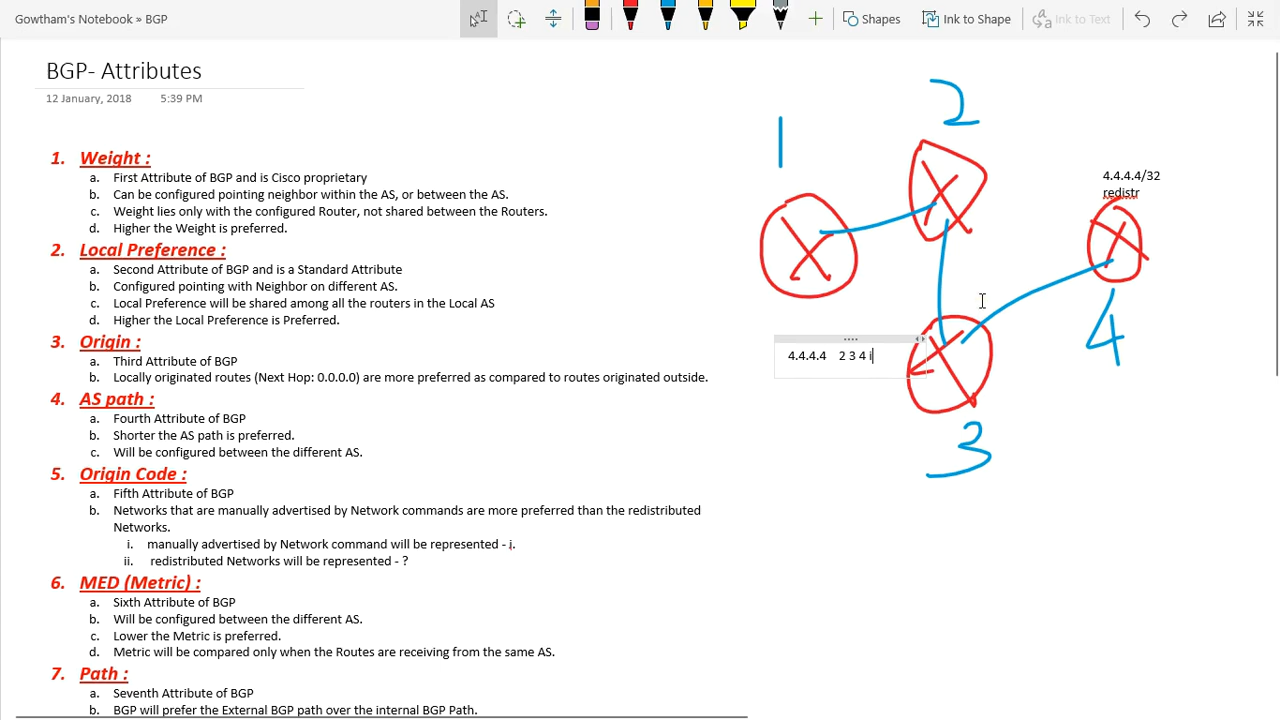 Gowtham's Notebook » BGP
Shapes
Ink to Shape
Ink to Text
BGP- Attributes
12 January, 2018 5:39 PM
1. Weight :
a. First Attribute of BGP and is Cisco proprietary
b. Can be configured pointing neighbor within the AS, or between the AS.
c. Weight lies only with the configured Router, not shared between the Routers.
d. Higher the Weight is preferred.
2. Local Preference :
a. Second Attribute of BGP and is a Standard Attribute
b. Configured pointing with Neighbor on different AS.
c. Local Preference will be shared among all the routers in the Local AS
d. Higher the Local Preference is Preferred.
3. Origin :
a. Third Attribute of BGP
b. Locally originated routes (Next Hop: 0.0.0.0) are more preferred as compared to routes originated outside.
4. AS path :
a. Fourth Attribute of BGP
b. Shorter the AS path is preferred.
c. Will be configured between the different AS.
5. Origin Code :
a. Fifth Attribute of BGP
b. Networks that are manually advertised by Network commands are more preferred than the redistributed
Networks.
i. manually advertised by Network command will be represented - i.
ii. redistributed Networks will be represented - ?
6. MED (Metric) :
a. Sixth Attribute of BGP
b. Will be configured between the different AS.
c. Lower the Metric is preferred.
d. Metric will be compared only when the Routes are receiving from the same AS.
7. Path :
a. Seventh Attribute of BGP
b. BGP will prefer the External BGP path over the internal BGP Path.
1
2
4.4.4.4/32
redistr
4
4.4.4.4 2 3 4 i
3